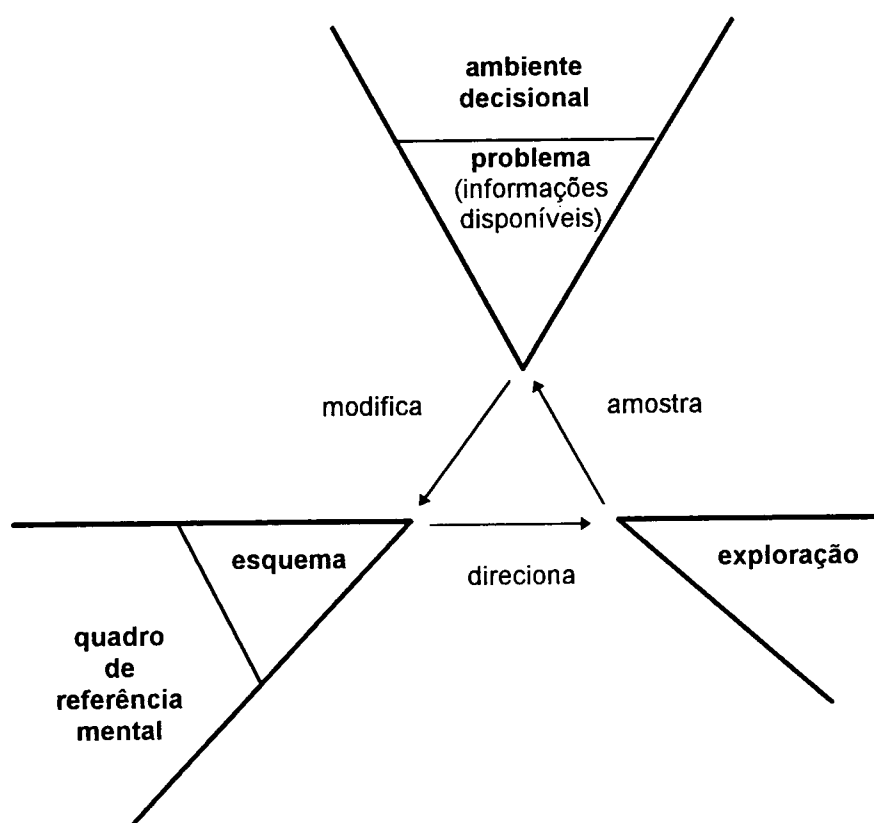 ambiente
decisional
problema
(informações
disponíveis)
modifica
amostra
esquema
direciona
exploração
quadro
de
referência
mental